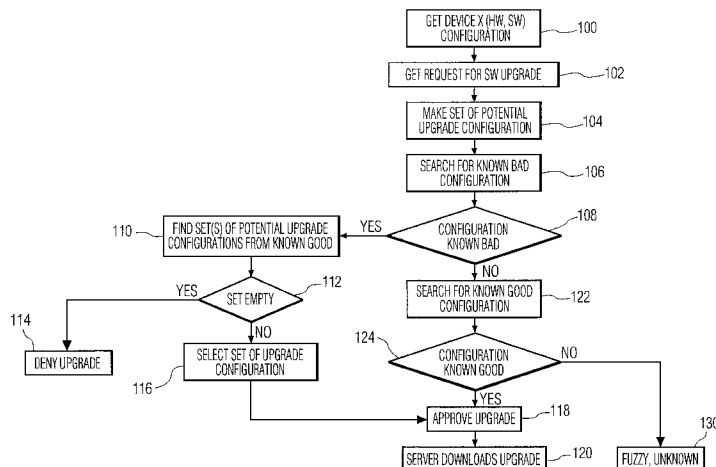 GET DEVICE X (HW, SW)
CONFIGURATION
100
GET REQUEST FOR SW UPGRADE
102
MAKE SET OF POTENTIAL
UPGRADE CONFIGURATION
104
SEARCH FOR KNOWN BAD
CONFIGURATION
106
108
CONFIGURATION
KNOWN BAD
YES
NO
110
FIND SET(S) OF POTENTIAL UPGRADE
CONFIGURATIONS FROM KNOWN GOOD
112
SET EMPTY
YES
NO
114
DENY UPGRADE
SELECT SET OF UPGRADE
CONFIGURATION
116
SEARCH FOR KNOWN GOOD
CONFIGURATION
122
124
CONFIGURATION
KNOWN GOOD
NO
YES
APPROVE UPGRADE
118
SERVER DOWNLOADS UPGRADE
120
130
FUZZY, UNKNOWN